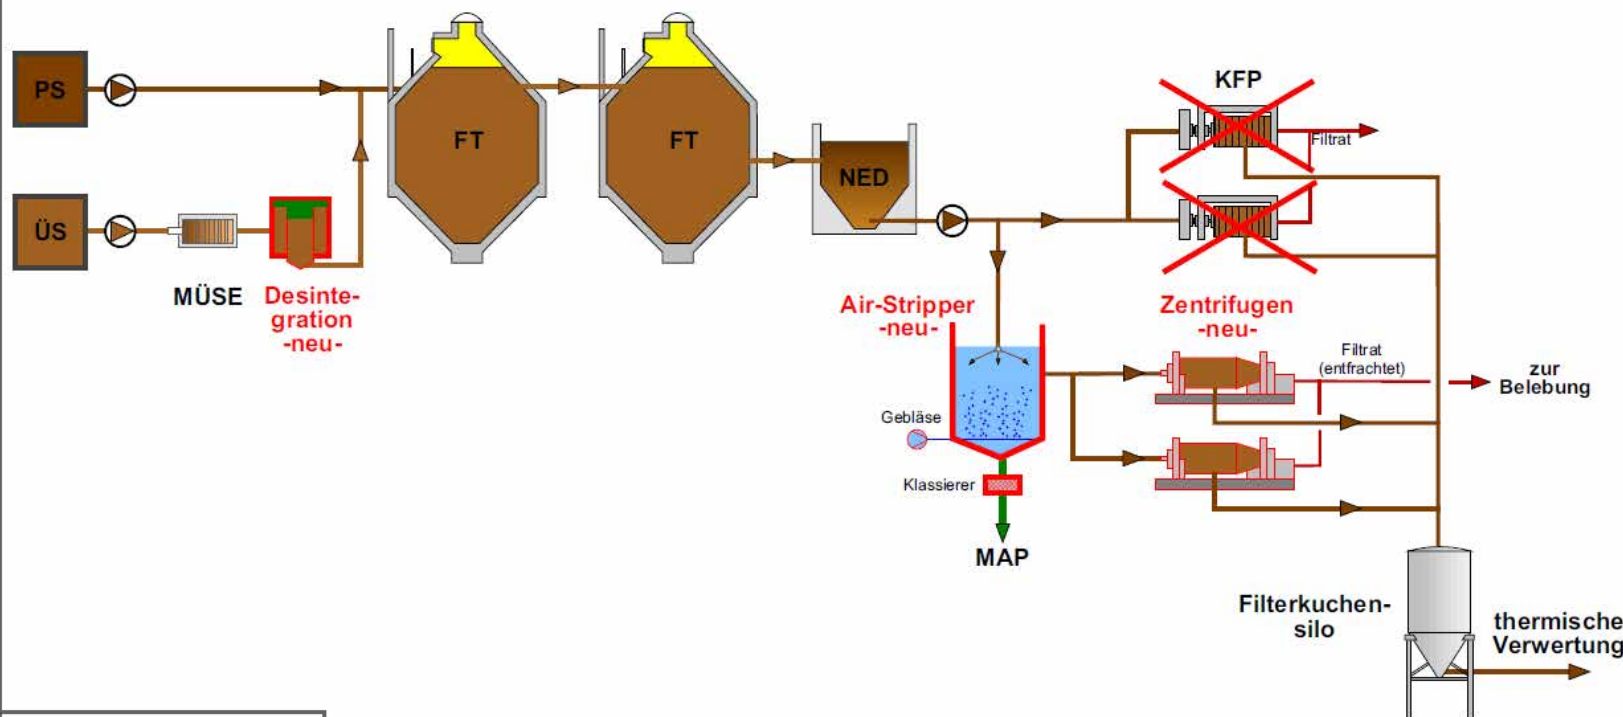 PS
FT
FT
KFP
Filtrat
ÜS
NED
MÜSE
Desinte-
gration
-neu-
Air-Stripper
-neu-
Zentrifugen
-neu-
Filtrat
(entfrachtet)
zur
Belebung
Gebläse
Klassierer
MAP
Filterkuchen-
silo
thermische
Verwertung